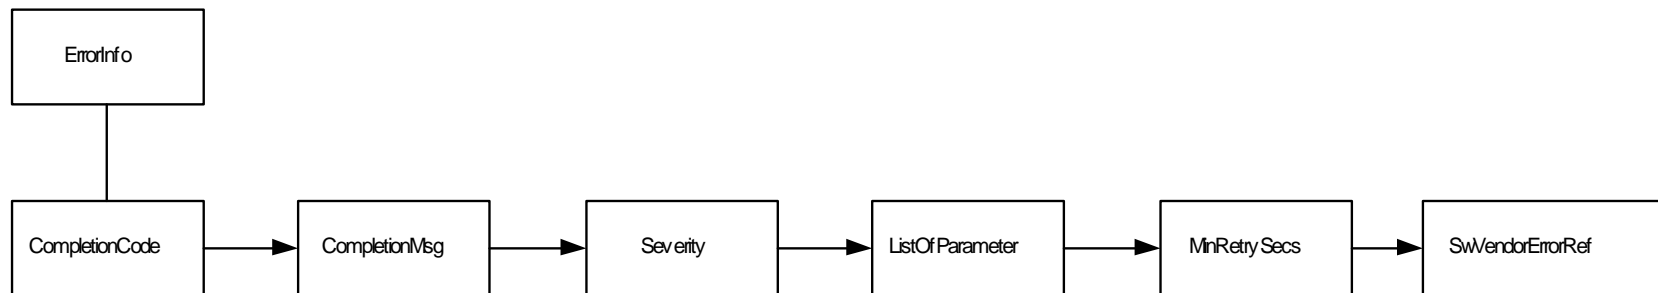 ErrorInfo
CompletionCode
CompletionMsg
Severity
ListOfParameter
MinRetrySecs
SwVendorErrorRef